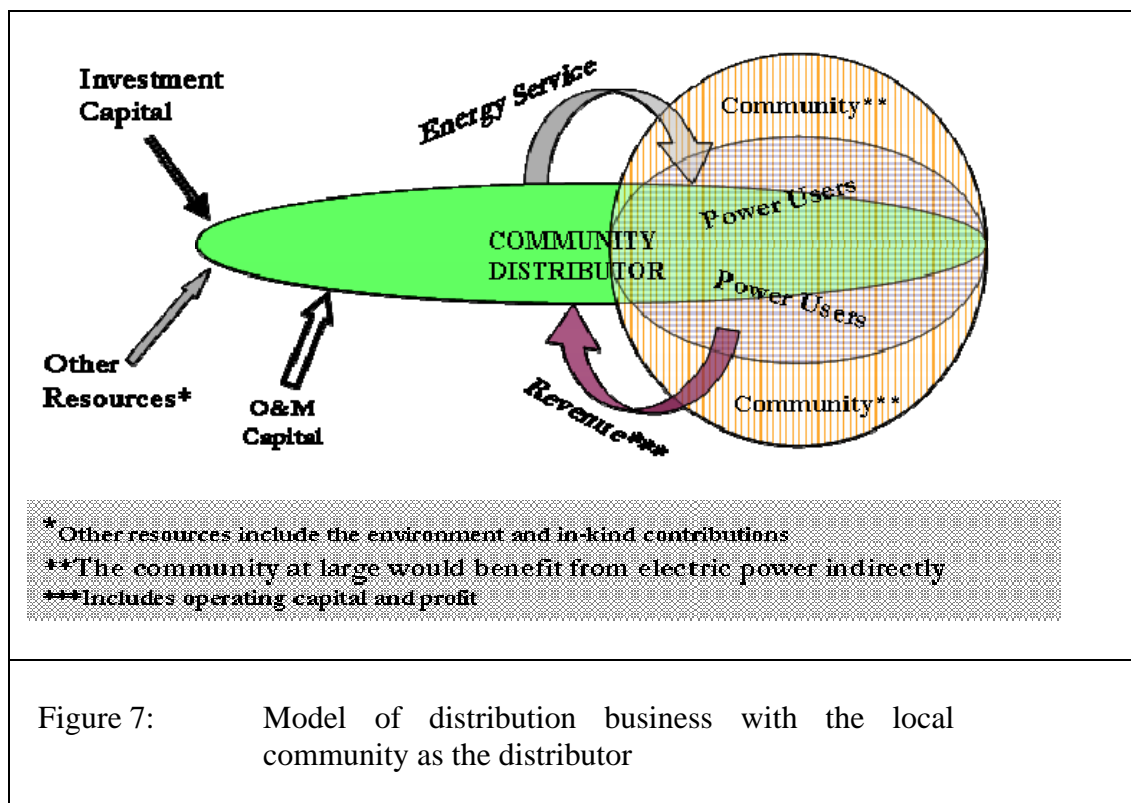 Investment
Capital
Energy Service
Community**
Power Users
COMMUNITY
DISTRIBUTOR
Power Users
Other
Resources*
O&M
Capital
Revenue***
Community**
*Other resources include the environment and in-kind contributions
**The community at large would benefit from electric power indirectly
***Includes operating capital and profit
Figure 7: Model of distribution business with the local
community as the distributor